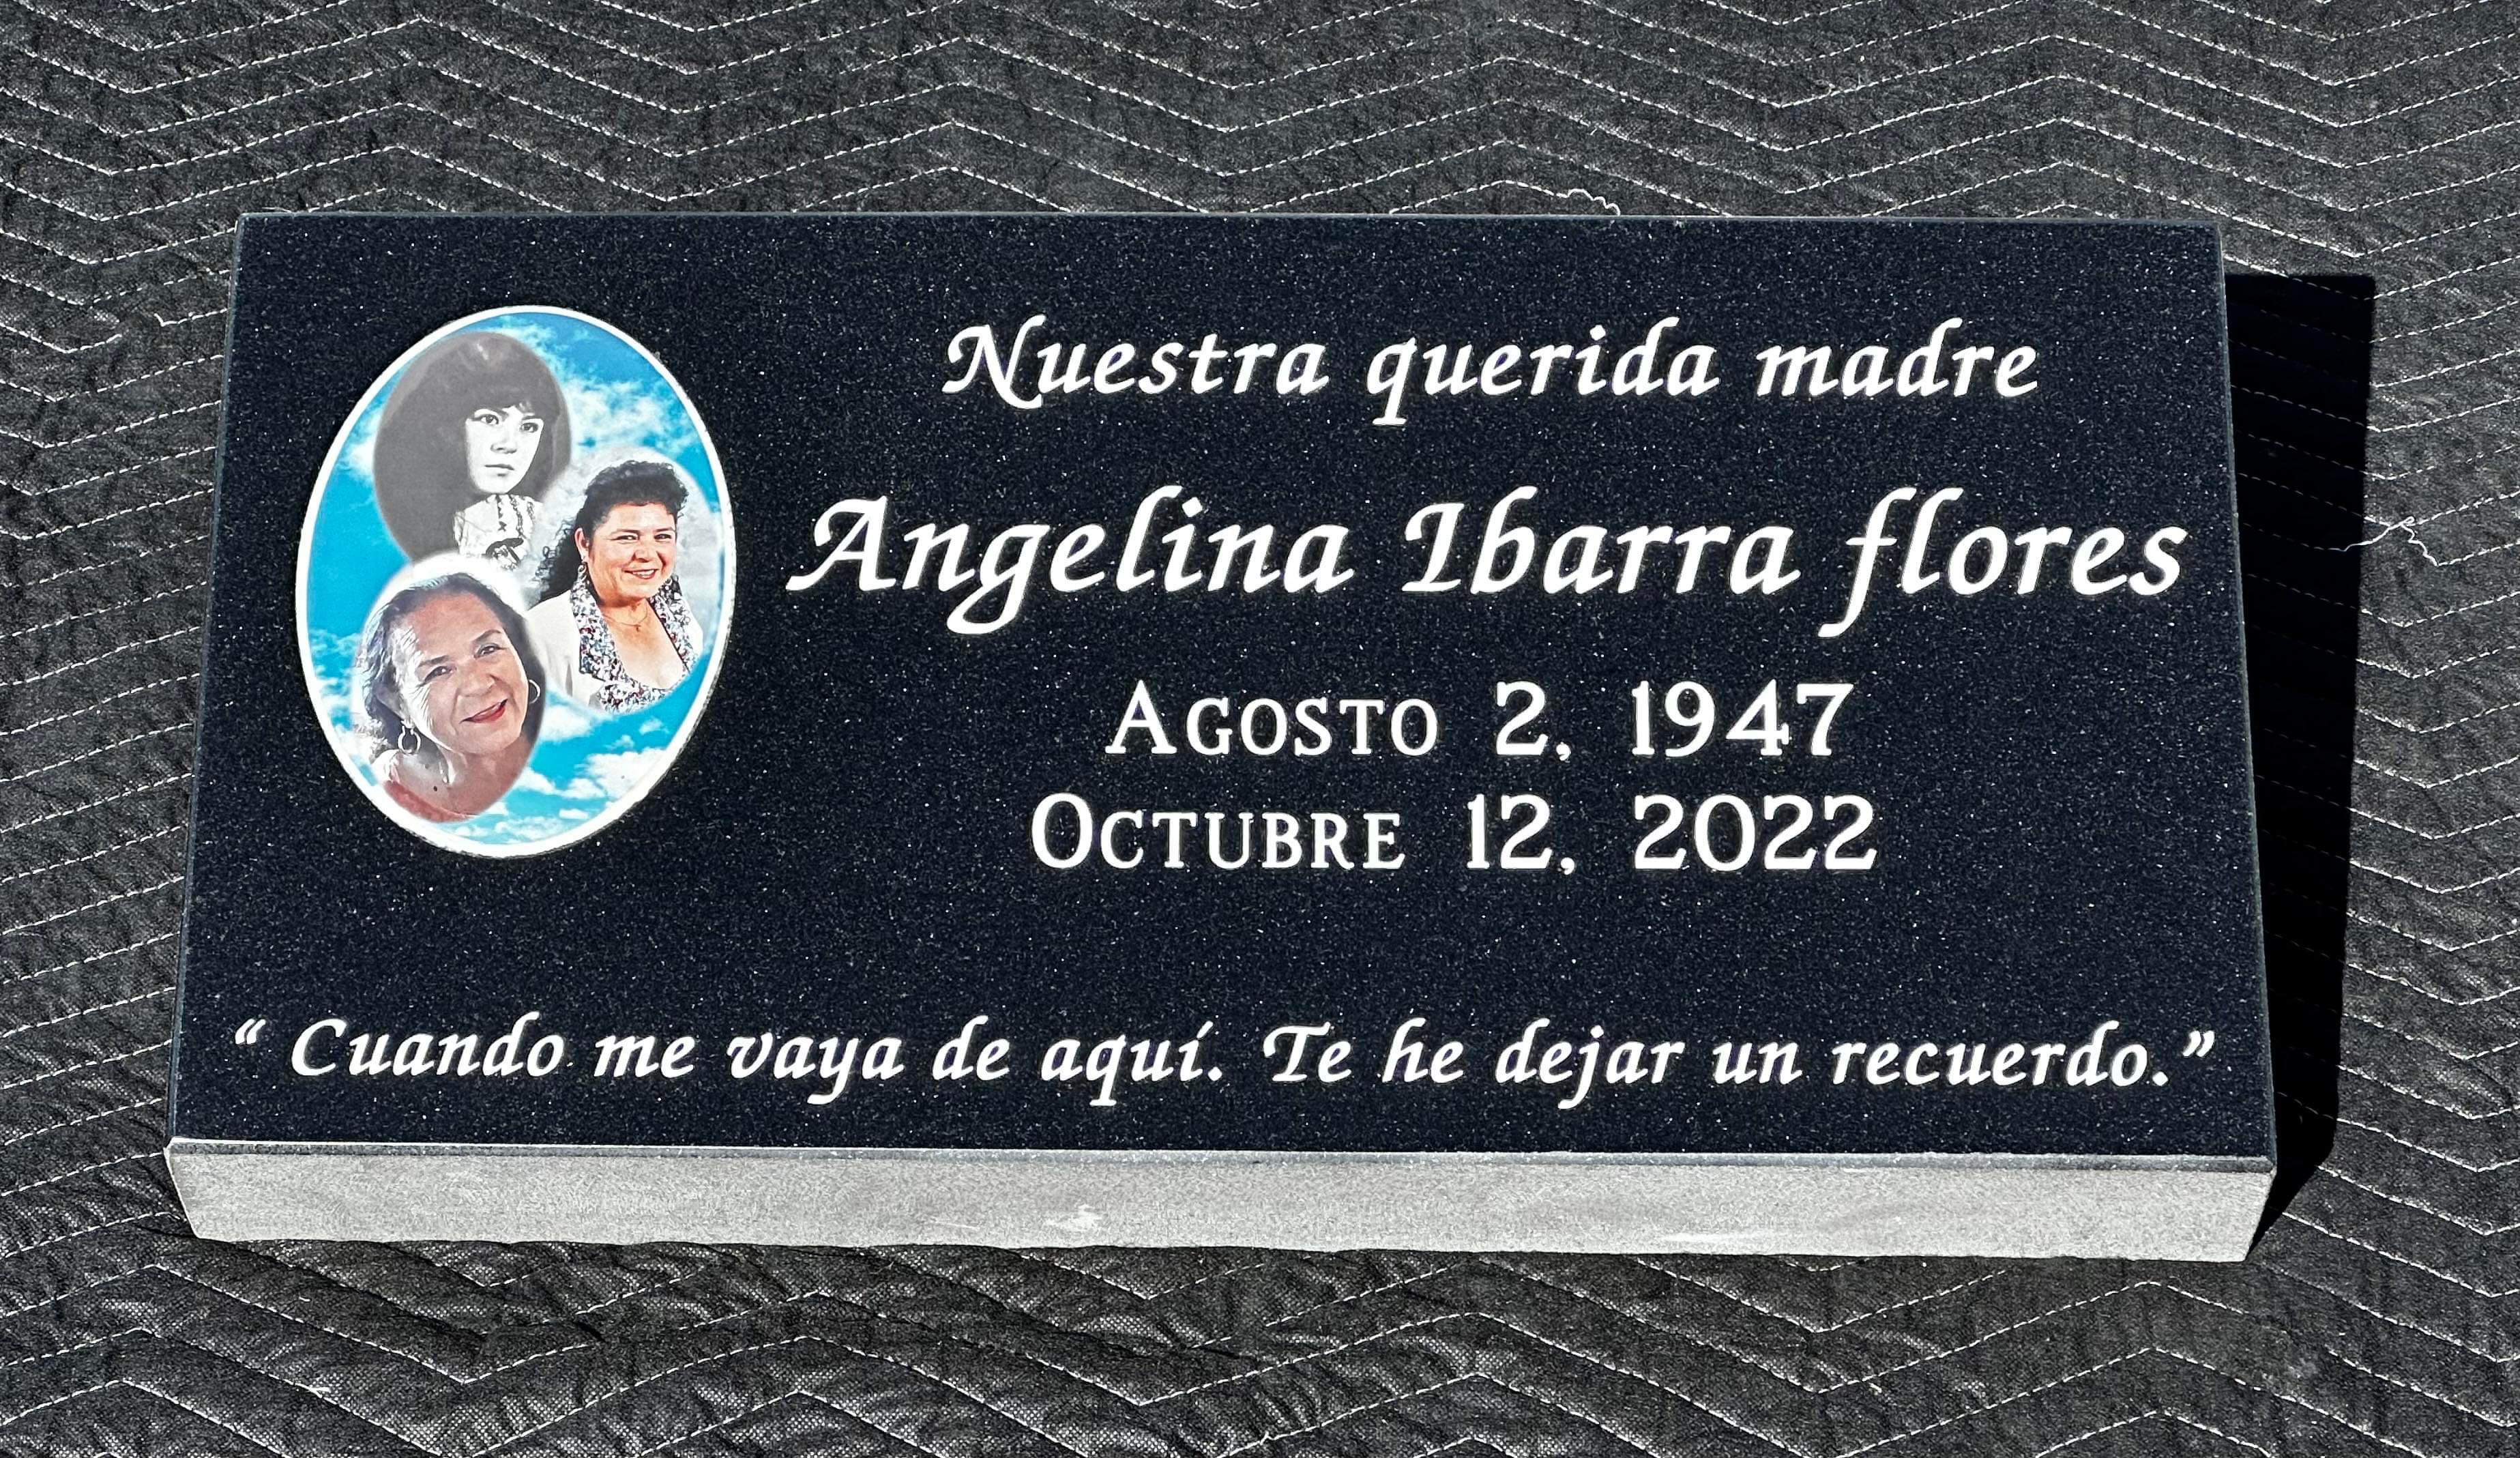 Nuestra querida madre
Angelina Ibarra flores
AGOSTO 2, 1947
OCTUBRE 12, 2022
“ Cuando me vaya de aquí. Te he dejar un recuerdo.”